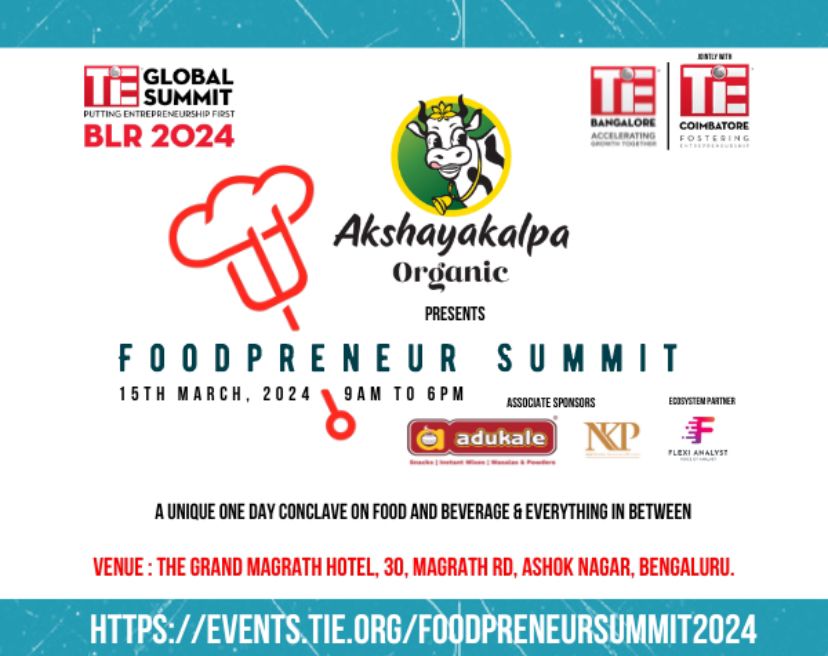 TiE GLOBAL
SUMMIT
PUTTING ENTREPRENEURSHIP FIRST
BLR 2024
JOINTLY WITH
TiE
BANGALORE
ACCELERATING
GROWTH TOGETHER
TiE
COIMBATORE
FOSTERING
ENTREPRENEURSHIP
Akshayakalpa
Organic
PRESENTS
FOODPRENEUR SUMMIT
15TH MARCH, 2024 9AM TO 6PM
ASSOCIATE SPONSORS
ECOSYSTEM PARTNER
a adukale
Snacks | Instant Mixes | Masalas & Powders
NKP
F
FLEXI ANALYST
A UNIQUE ONE DAY CONCLAVE ON FOOD AND BEVERAGE & EVERYTHING IN BETWEEN
VENUE : THE GRAND MAGRATH HOTEL, 30, MAGRATH RD, ASHOK NAGAR, BENGALURU.
HTTPS://EVENTS.TIE.ORG/FOODPRENEURSUMMIT2024